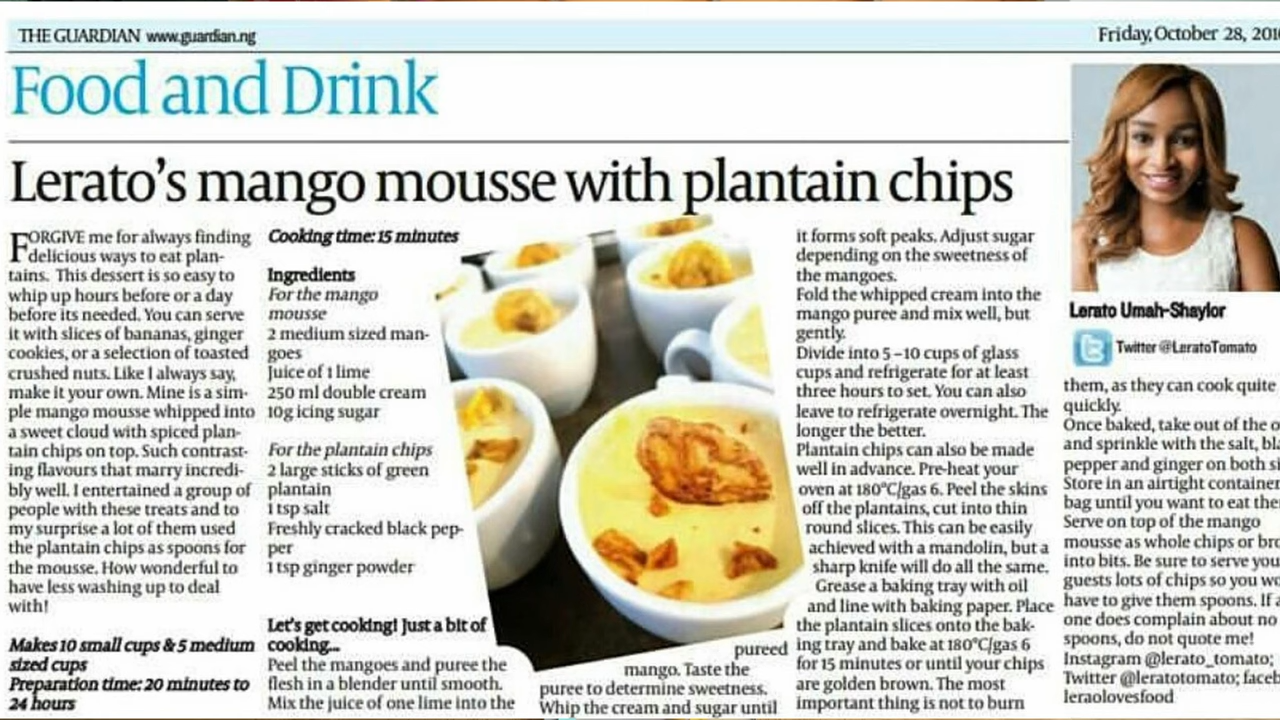 THE GUARDIAN www.guardian.ng
Friday, October 28, 201
Food and Drink
Lerato's mango mousse with plantain chips
FORGIVE me for always finding
delicious ways to eat plan-
tains. This dessert is so easy to
whip up hours before or a day
before its needed. You can serve
it with slices of bananas, ginger
cookies, or a selection of toasted
crushed nuts. Like I always say,
make it your own. Mine is a sim-
ple mango mousse whipped into
a sweet cloud with spiced plan-
tain chips on top. Such contrast-
ing flavours that marry incredi-
bly well. I entertained a group of
people with these treats and to
my surprise a lot of them used
the plantain chips as spoons for
the mousse. How wonderful to
have less washing up to deal
with!
Makes 10 small cups & 5 medium
sized cups
Preparation time: 20 minutes to
24 hours
Cooking time: 15 minutes
Ingredients
For the mango
mousse
2 medium sized man-
goes
Juice of 1 lime
250 ml double cream
10g icing sugar
For the plantain chips
2 large sticks of green
plantain
1 tsp salt
Freshly cracked black pep-
per
1 tsp ginger powder
Let's get cooking! Just a bit of
cooking...
Peel the mangoes and puree the
flesh in a blender until smooth.
Mix the juice of one lime into the
pureed
mango. Taste the
puree to determine sweetness.
Whip the cream and sugar until
it forms soft peaks. Adjust sugar
depending on the sweetness of
the mangoes.
Fold the whipped cream into the
mango puree and mix well, but
gently.
Divide into 5-10 cups of glass
cups and refrigerate for at least
three hours to set. You can also
leave to refrigerate overnight. The
longer the better.
Plantain chips can also be made
well in advance. Pre-heat your
oven at 180°C/gas 6. Peel the skins
off the plantains, cut into thin
round slices. This can be easily
achieved with a mandolin, but a
sharp knife will do all the same.
Grease a baking tray with oil
and line with baking paper. Place
the plantain slices onto the bak-
ing tray and bake at 180°C/gas 6
for 15 minutes or until your chips
are golden brown. The most
important thing is not to burn
Lerato Umah-Shaylor
Twitter @LeratoTomato
them, as they can cook quite
quickly.
Once baked, take out of the o
and sprinkle with the salt, bla
pepper and ginger on both si
Store in an airtight container
bag until you want to eat the
Serve on top of the mango
mousse as whole chips or bro
into bits. Be sure to serve you
guests lots of chips so you wo
have to give them spoons. If a
one does complain about no
spoons, do not quote me!
Instagram @lerato_tomato;
Twitter @leratotomato; faceb
leraolovesfood